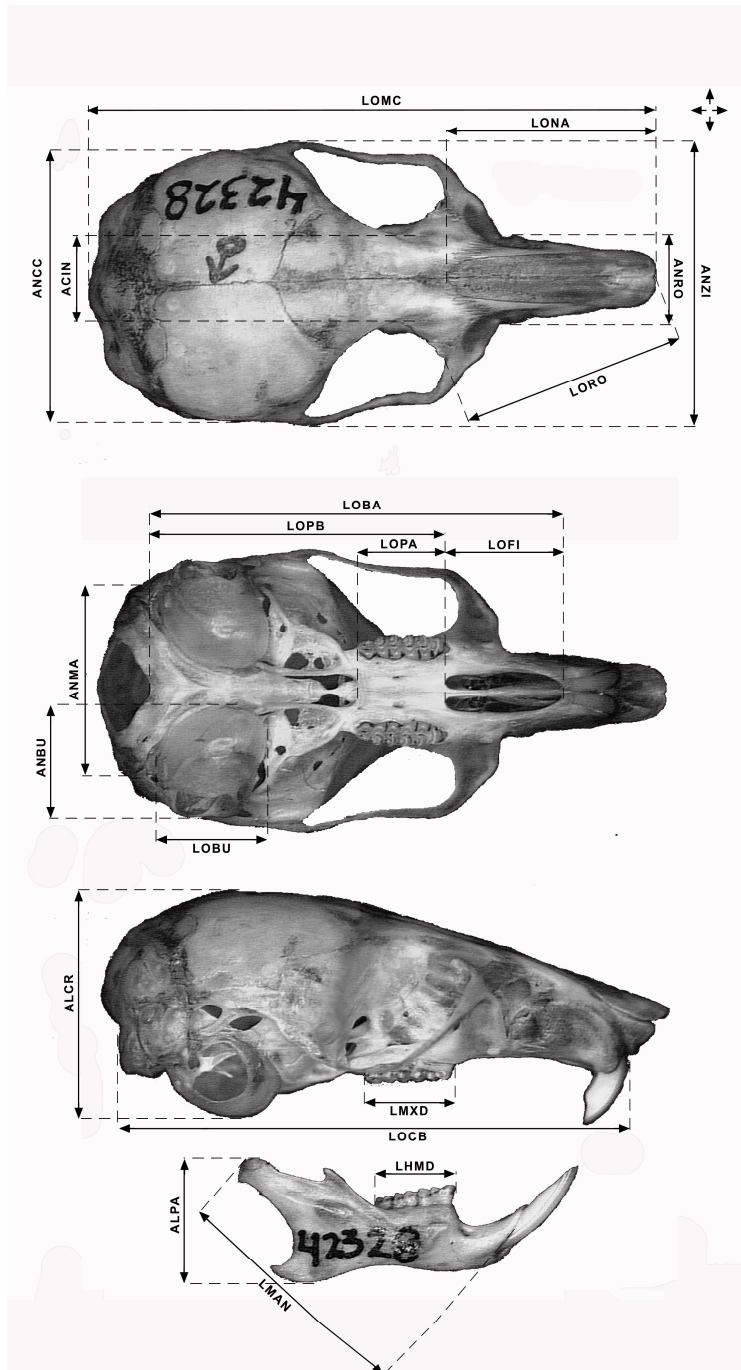 LOMC
LONA
42328
ANCC
ACIN
ANRO
ANZI
LORO
LOBA
LOPB
LOPA
LOFI
ANMA
ANBU
LOBU
ALCR
LMXD
LOCB
LHMD
ALPA
42328
LMAN